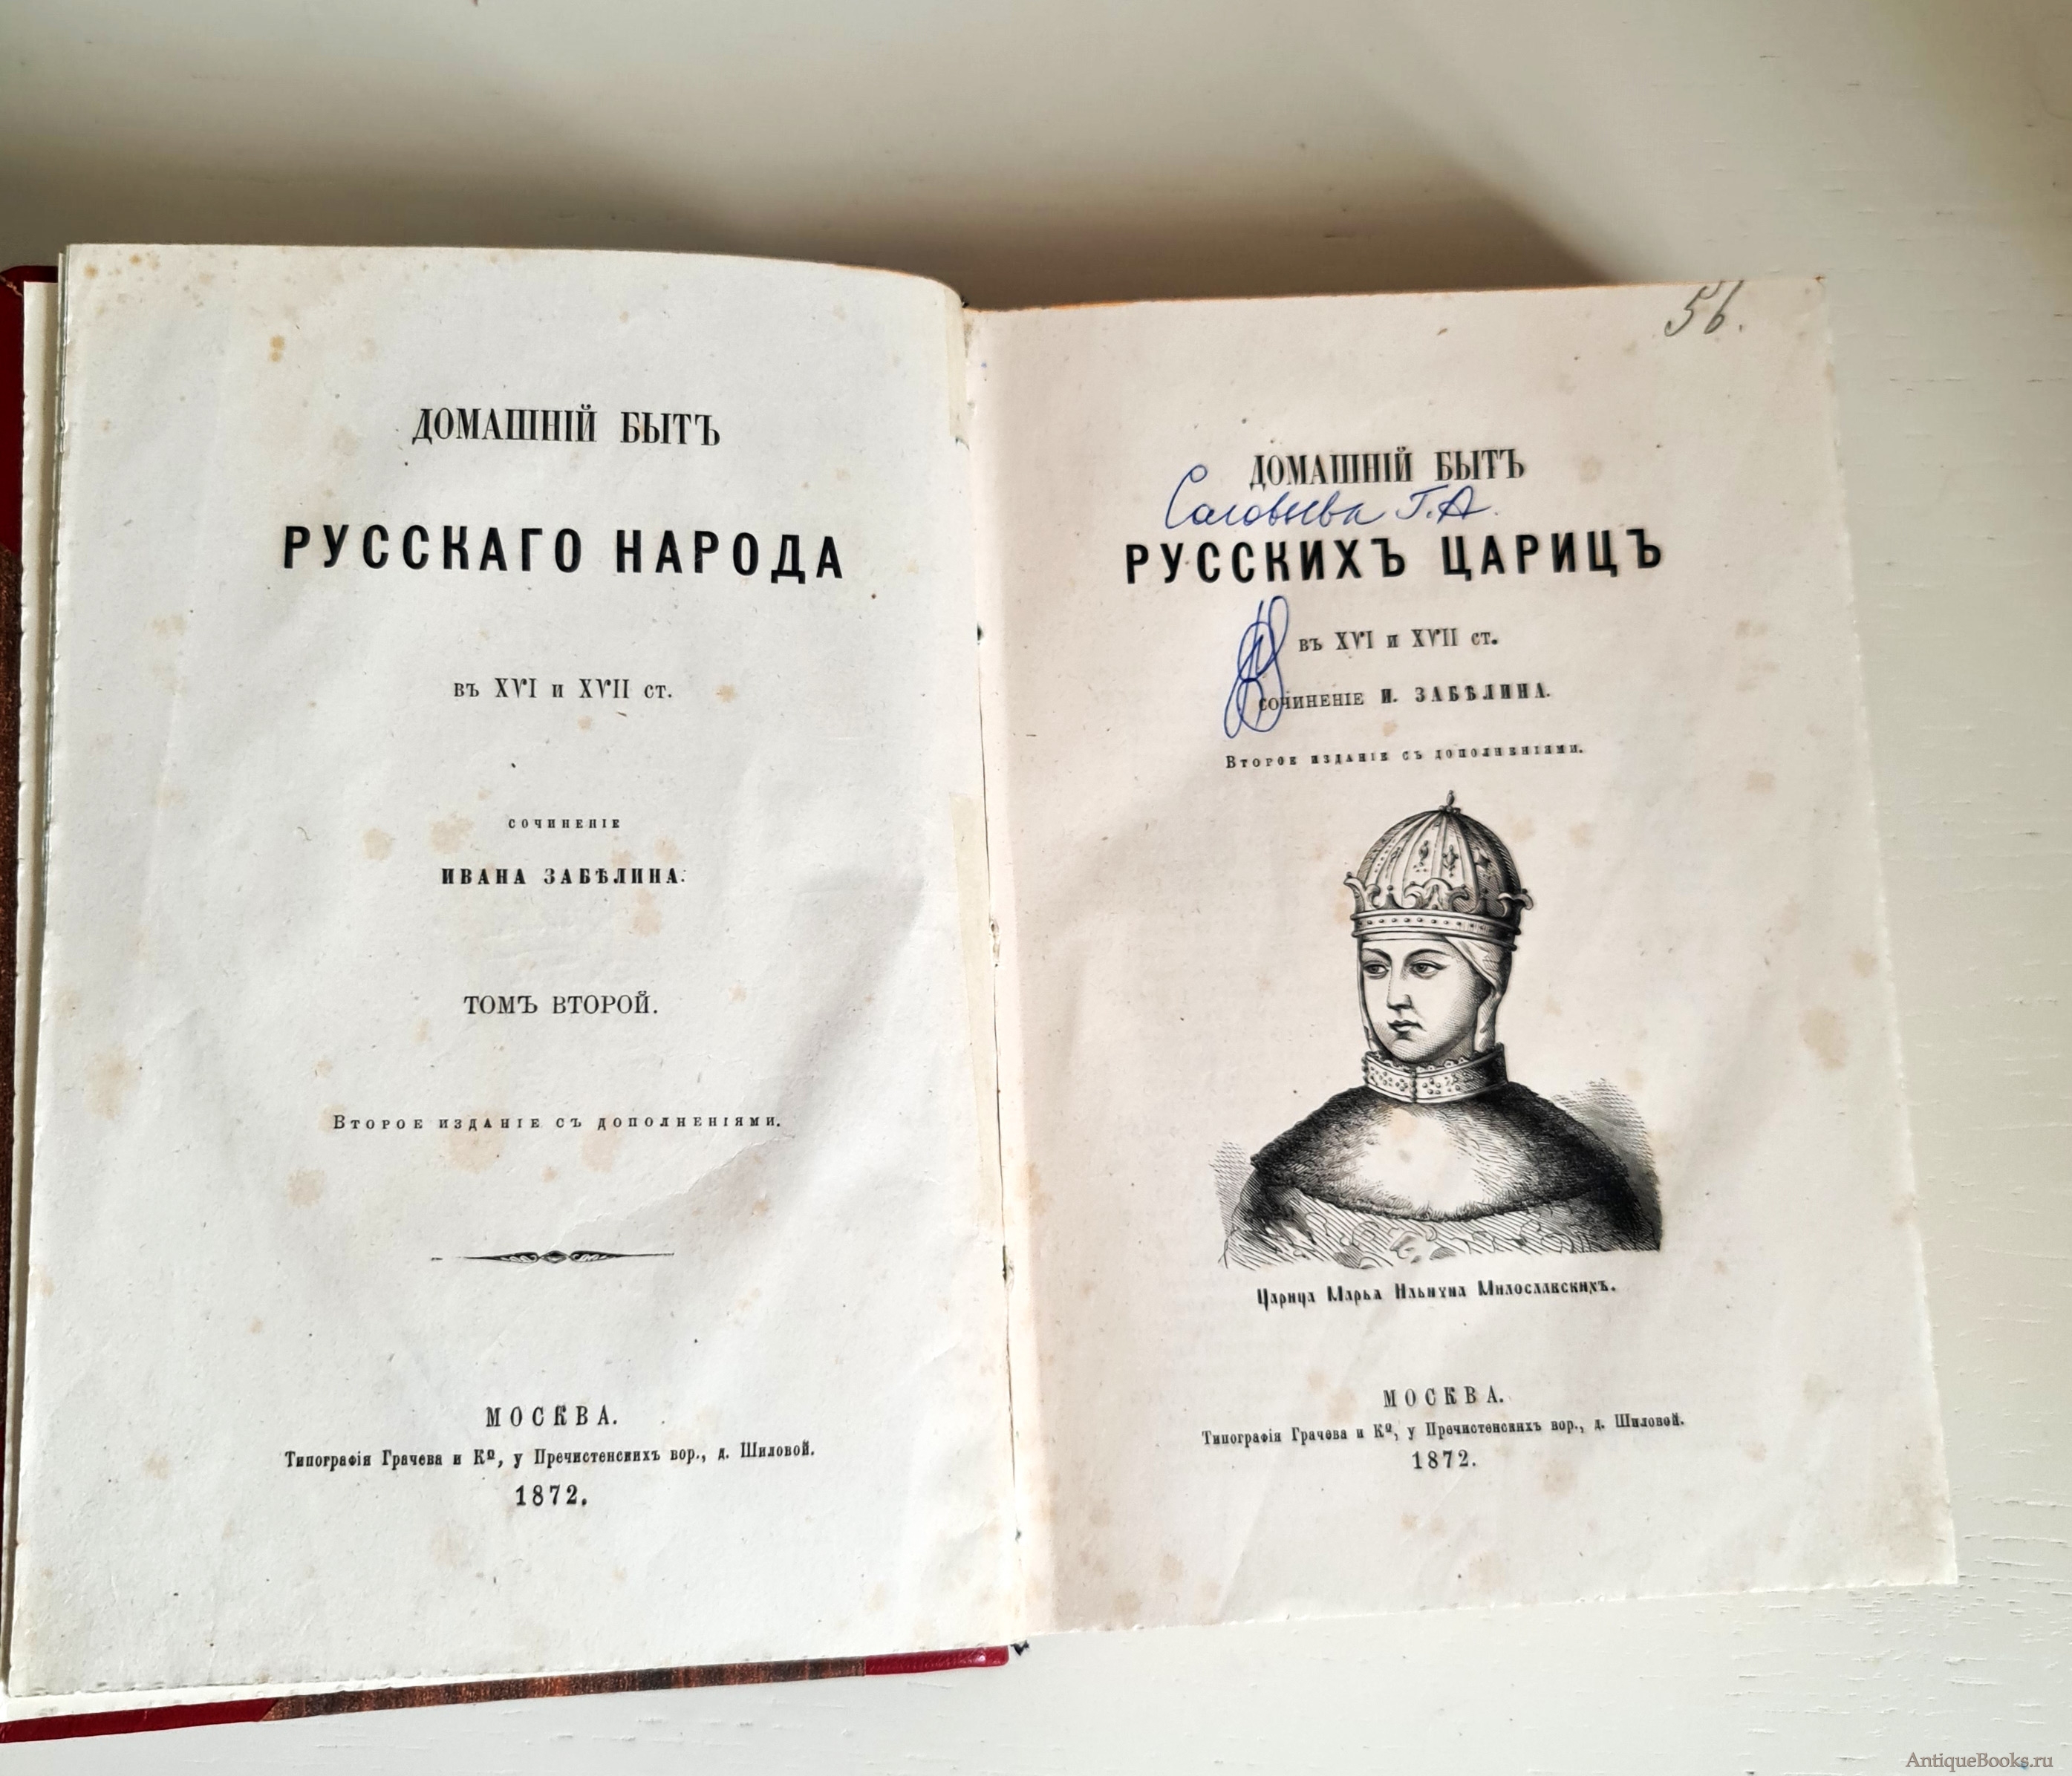 ДОМАШНІЙ БЫТЪ
РУССКАГО НАРОДА
въ XVI и XVII ст.
СОЧИНЕНІЕ
ИВАНА ЗАБѢЛИНА.
ТОМЪ ВТОРОЙ.
Второе изданіе съ дополненіями.
МОСКВА.
Типографія Грачева и Кº, у Пречистенскихъ вор., д. Шиловой.
1872.
56.
ДОМАШНІЙ БЫТЪ
Соловьева Г.А.
РУССКИХЪ ЦАРИЦЪ
въ XVI и XVII ст.
СОЧИНЕНІЕ И. ЗАБѢЛИНА.
Второе изданіе съ дополненіями.
Царица Марья Ильична Милославскихъ.
МОСКВА.
Типографія Грачева и Кº, у Пречистенскихъ вор., д. Шиловой.
1872.
AntiqueBooks.ru